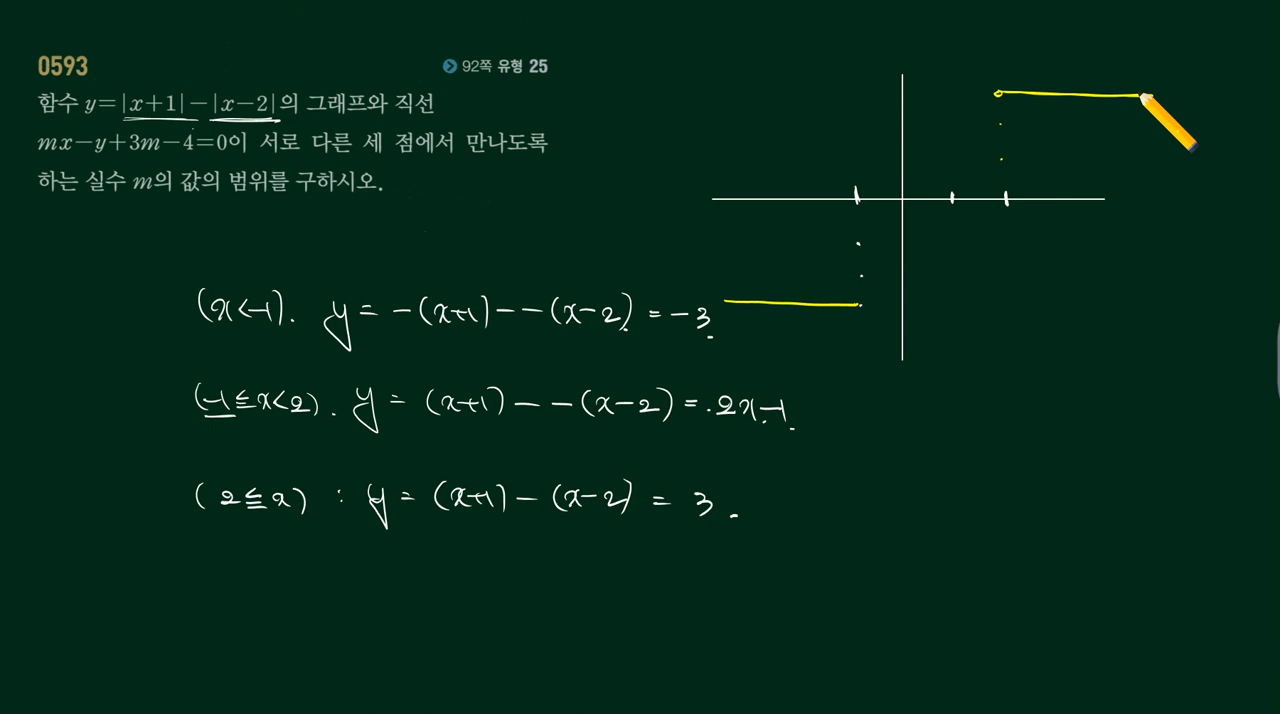 0593
92쪽 유형 25
함수 y=|x+1|-|x-2|의 그래프와 직선
mx-y+3m-4=0이 서로 다른 세 점에서 만나도록
하는 실수 m의 값의 범위를 구하시오.
(x<-1). y = -(x+1)--(x-2) = -3
(-1≦x<2). y = (x+1)--(x-2) = 2x-1
(2≦x) : y = (x+1)-(x-2) = 3.